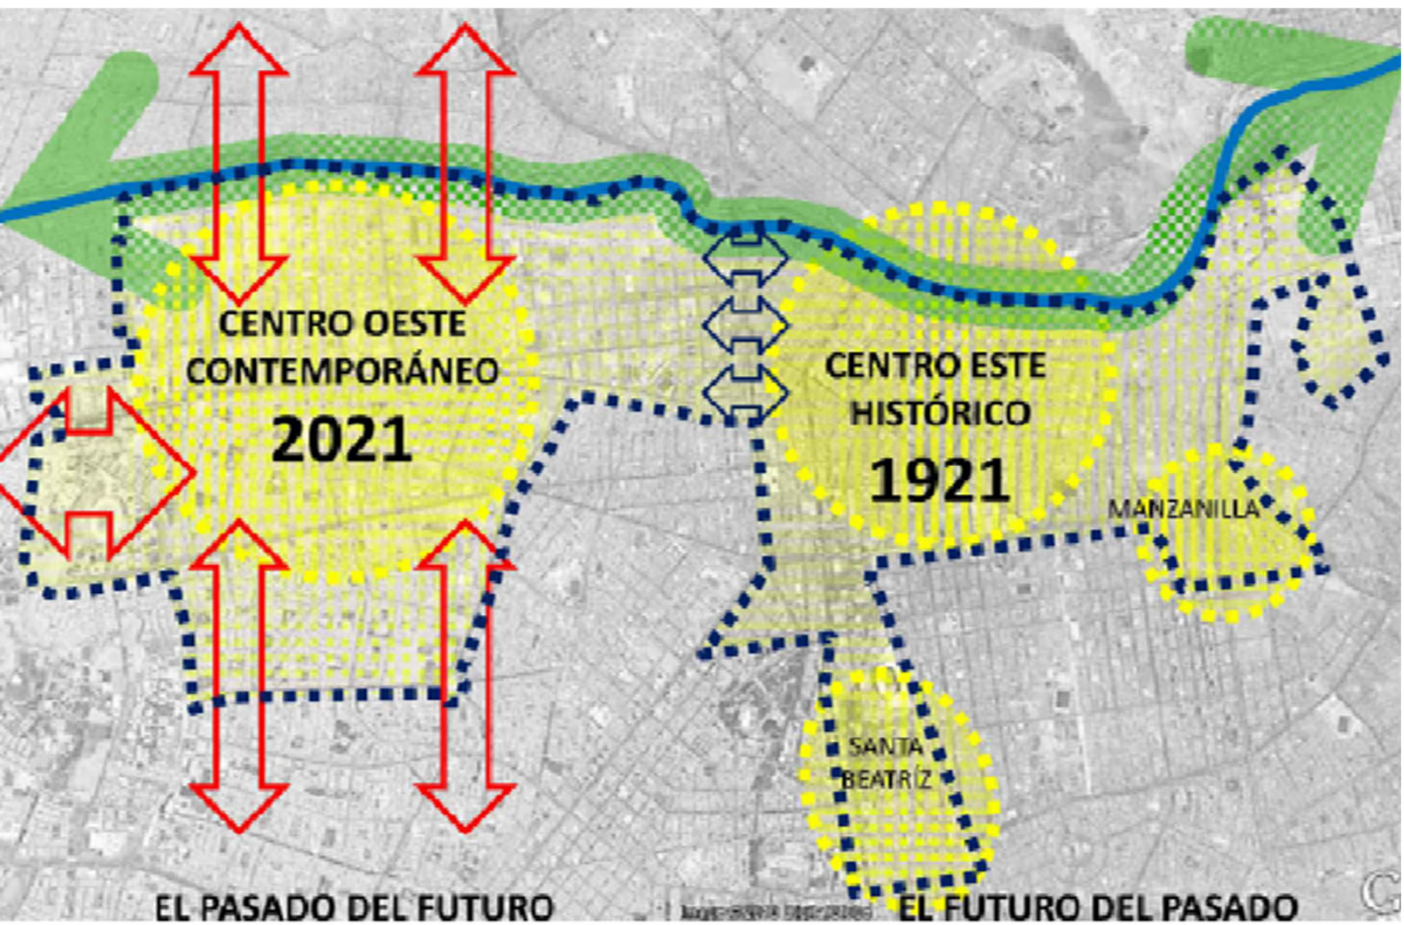 CENTRO OESTE
CONTEMPORÁNEO
2021
CENTRO ESTE
HISTÓRICO
1921
MANZANILLA
SANTA
BEATRÍZ
EL PASADO DEL FUTURO
EL FUTURO DEL PASADO